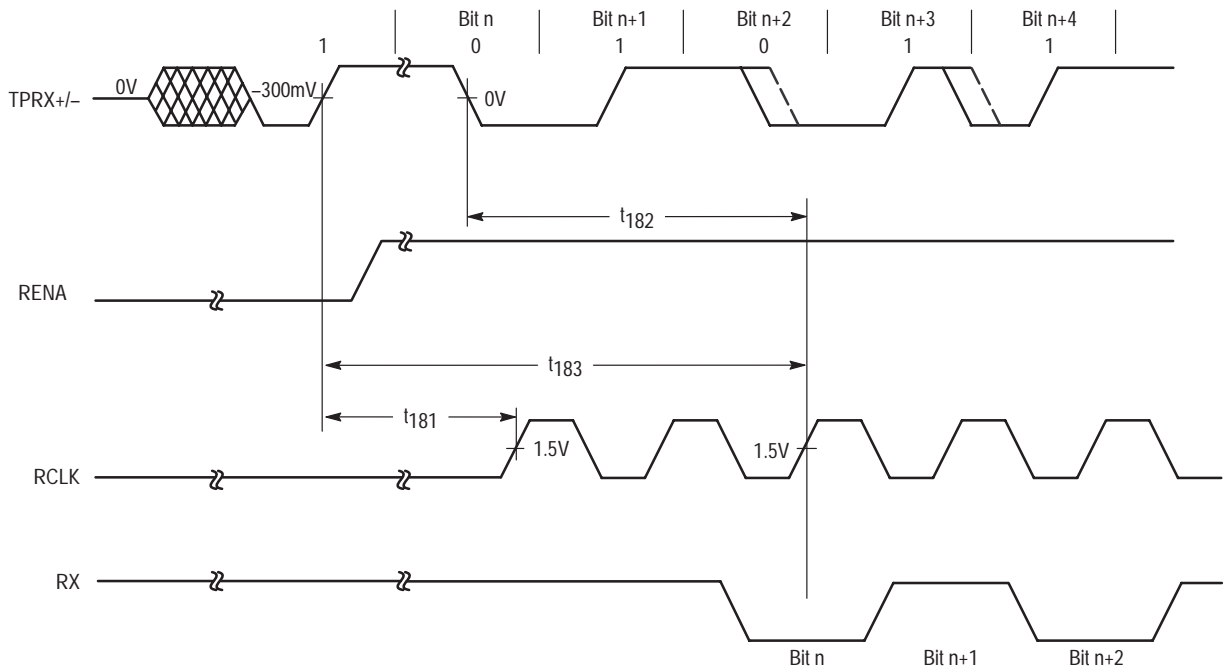 Bit n Bit n+1 Bit n+2 Bit n+3 Bit n+4
1 0 1 0 1 1
TPRX+/– 0V –300mV 0V
t182
RENA
t183
t181
RCLK 1.5V 1.5V
RX
Bit n Bit n+1 Bit n+2